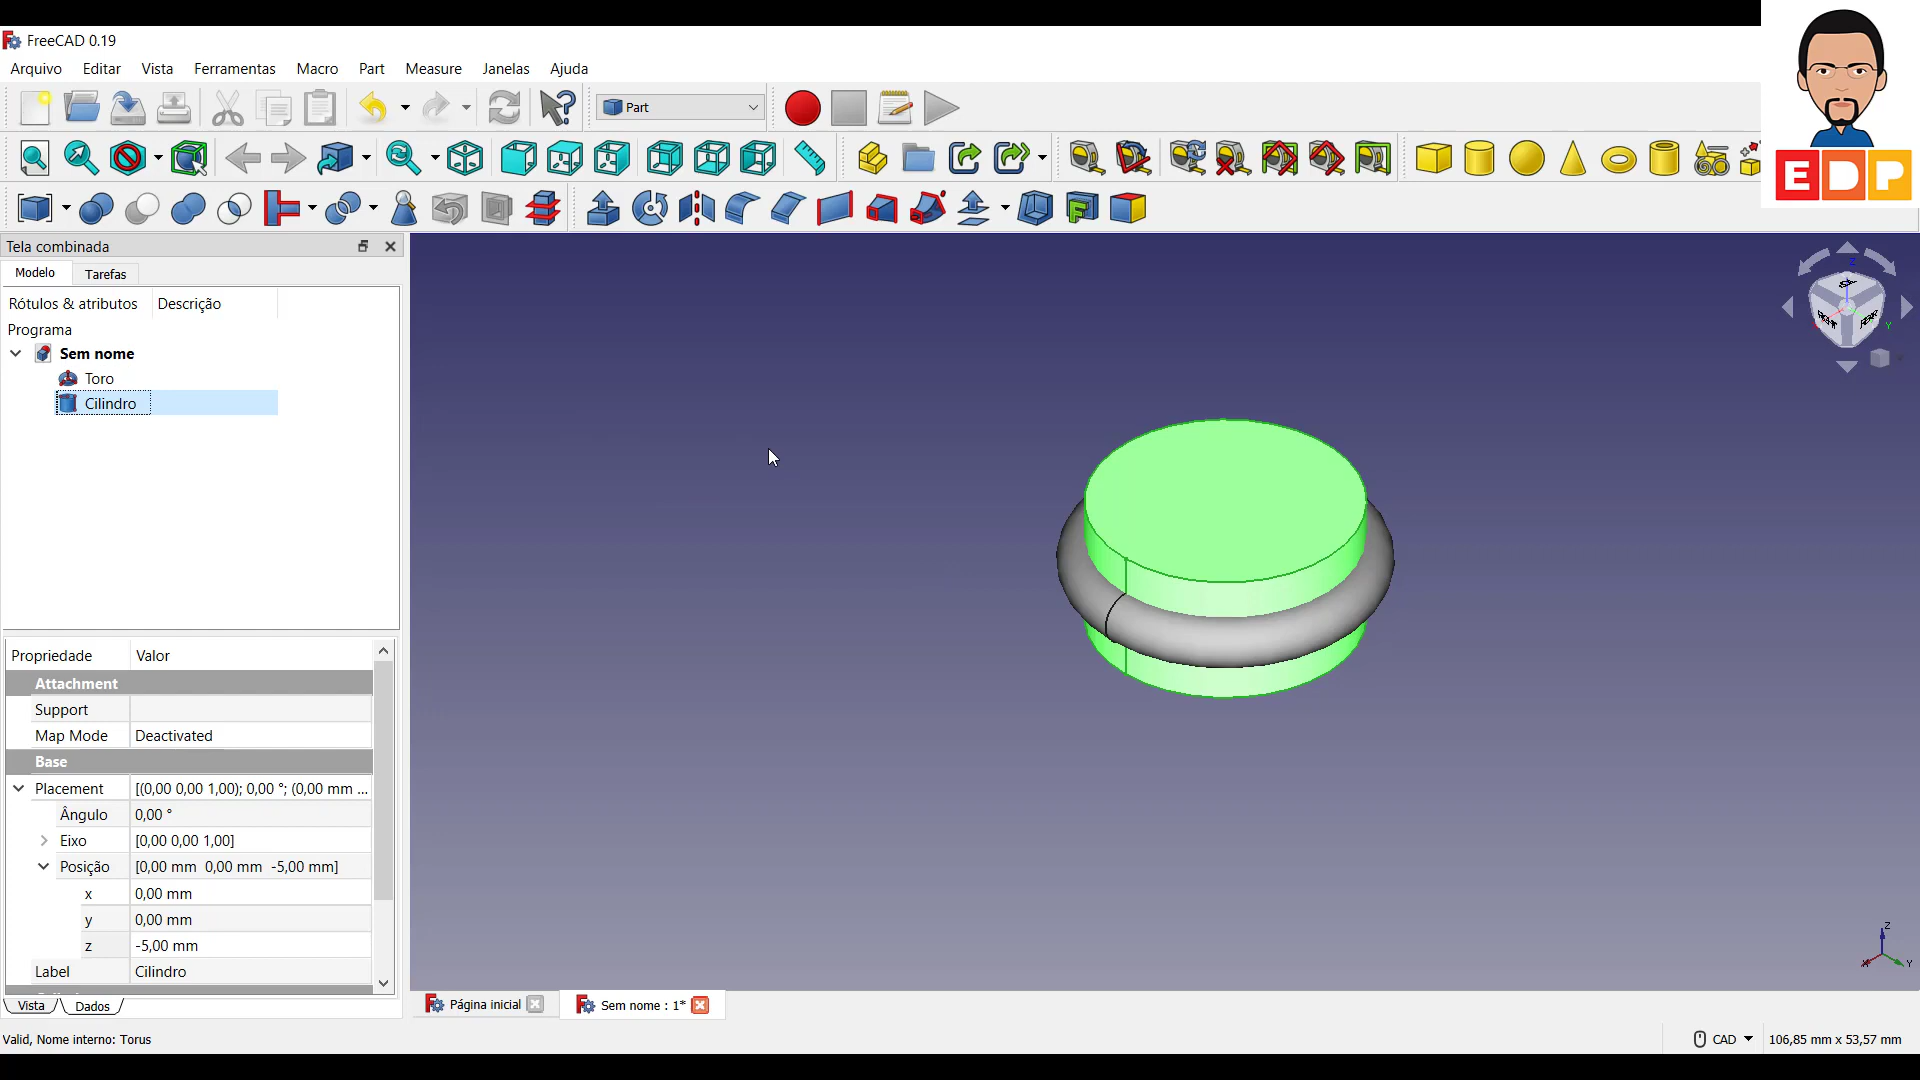 FreeCAD 0.19
Arquivo Editar Vista Ferramentas Macro Part Measure Janelas Ajuda
Part
EDP
Tela combinada
Modelo Tarefas
Rótulos & atributos Descrição
Programa
Sem nome
Toro
Cilindro
Propriedade Valor
Attachment
Support
Map Mode Deactivated
Base
Placement [(0,00 0,00 1,00); 0,00 °; (0,00 mm ...
Ângulo 0,00 °
Eixo [0,00 0,00 1,00]
Posição [0,00 mm 0,00 mm -5,00 mm]
x 0,00 mm
y 0,00 mm
z -5,00 mm
Label Cilindro
Vista Dados
Página inicial Sem nome : 1*
Z
Y
Z
X
Y
Valid, Nome interno: Torus
CAD 106,85 mm x 53,57 mm